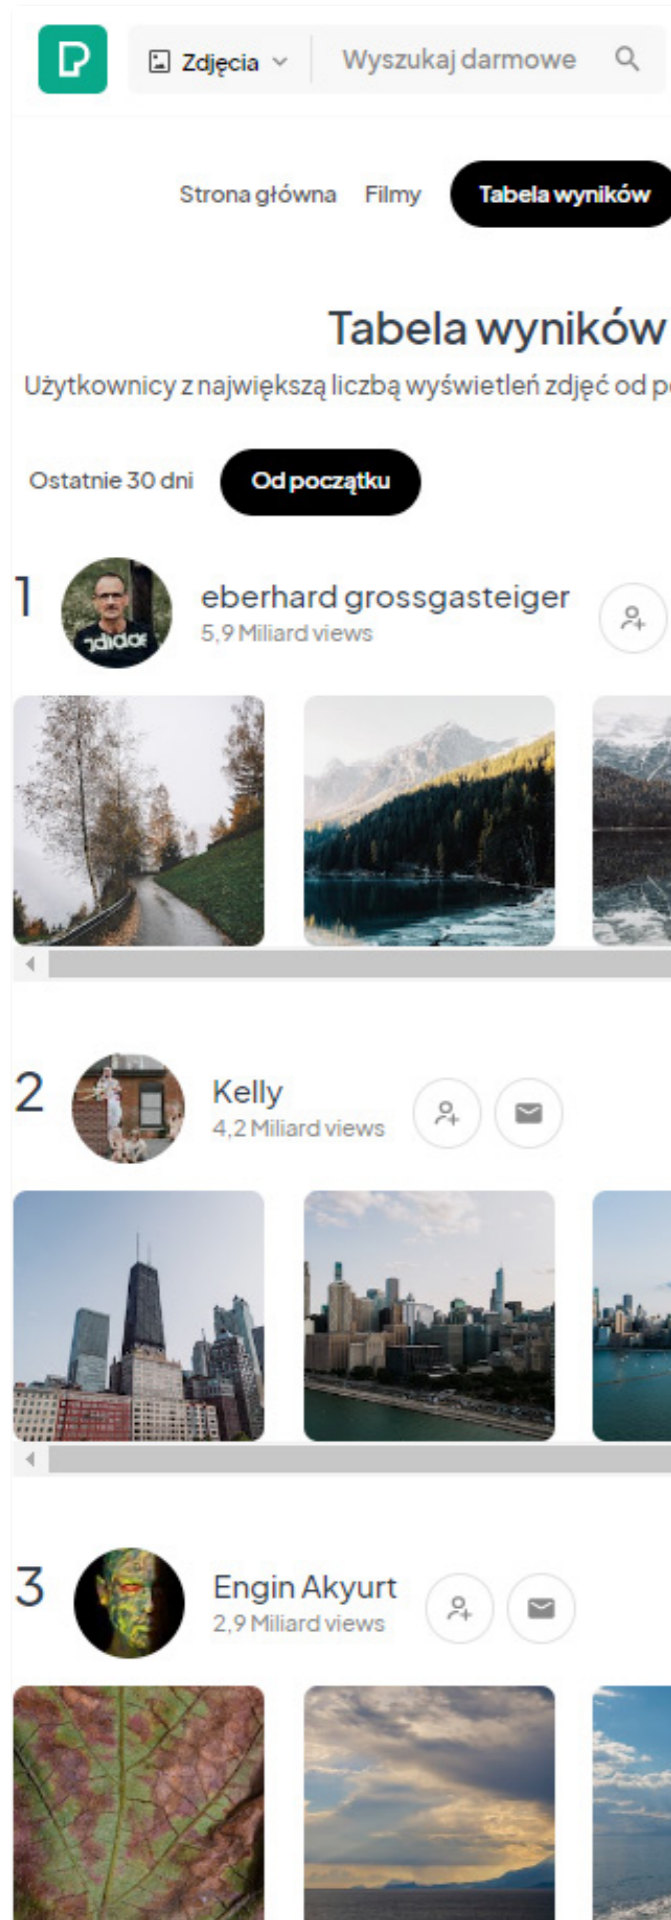 Zdjęcia
Wyszukaj darmowe
Strona główna Filmy Tabela wyników
Tabela wyników
Użytkownicy z największą liczbą wyświetleń zdjęć od
Ostatnie 30 dni Od początku
1 eberhard grossgasteiger
5,9 Miliard views
adidas
2 Kelly
4,2 Miliard views
3 Engin Akyurt
2,9 Miliard views